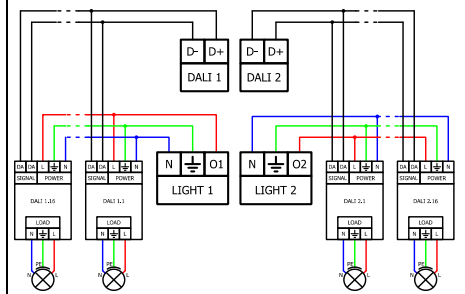 D- D+ D- D+
DALI 1 DALI 2
DA DA L N DA DA L N N O1 N O2 DA DA L N DA DA L N
SIGNAL POWER SIGNAL POWER LIGHT 1 LIGHT 2 SIGNAL POWER SIGNAL POWER
DALI 1.16 DALI 1.1 DALI 2.1 DALI 2.16
LOAD LOAD LOAD LOAD
N L N L N L N L
PE PE PE PE
N L N L N L N L